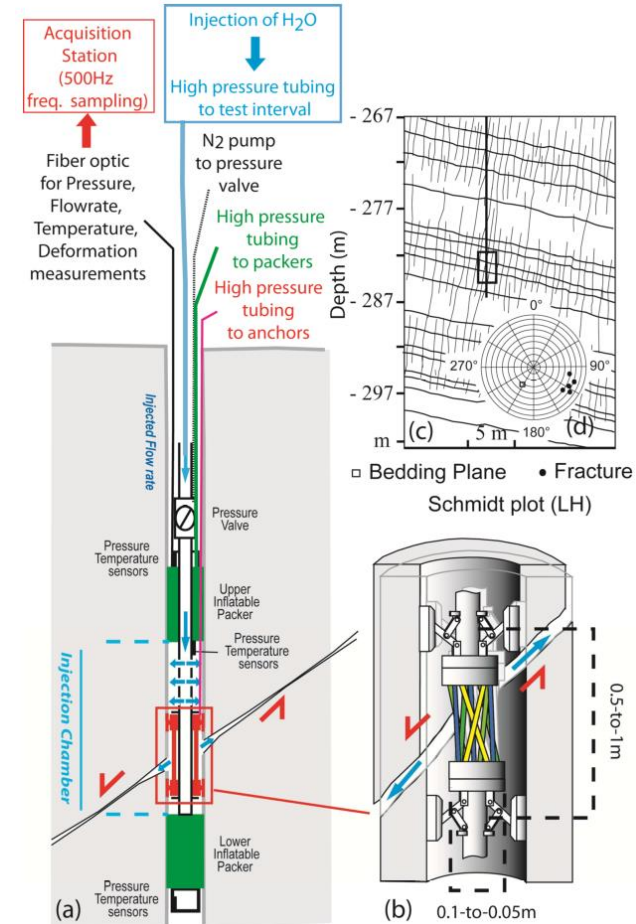 Acquisition
Station
(500Hz
freq. sampling)
Injection of H2O
High pressure tubing
to test interval
Fiber optic
for Pressure,
Flowrate,
Temperature,
Deformation
measurements
N2 pump
to pressure
valve
High pressure
tubing
to packers
High pressure
tubing
to anchors
Injected Flow rate
Pressure
Valve
Pressure
Temperature
sensors
Upper
Inflatable
Packer
Pressure
Temperature
sensors
Injection Chamber
Lower
Inflatable
Packer
Pressure
Temperature
sensors
(a)
- 267
- 277
- 287
- 297
m
Depth (m)
0°
270°
90°
180°
(c)
5 m
(d)
Bedding Plane
Fracture
Schmidt plot (LH)
0.5-to-1m
(b)
0.1-to-0.05m